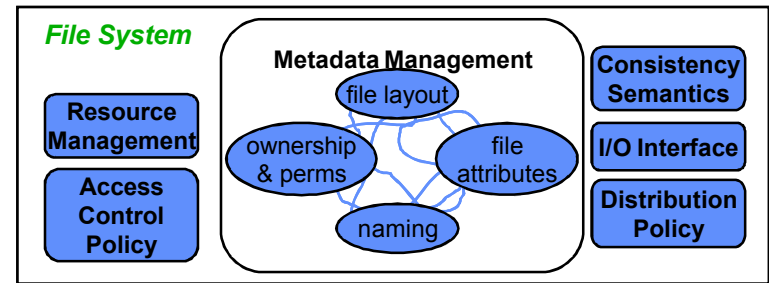 File System
Resource
Management
Access
Control
Policy
Metadata Management
file layout
ownership
& perms
file
attributes
naming
Consistency
Semantics
I/O Interface
Distribution
Policy